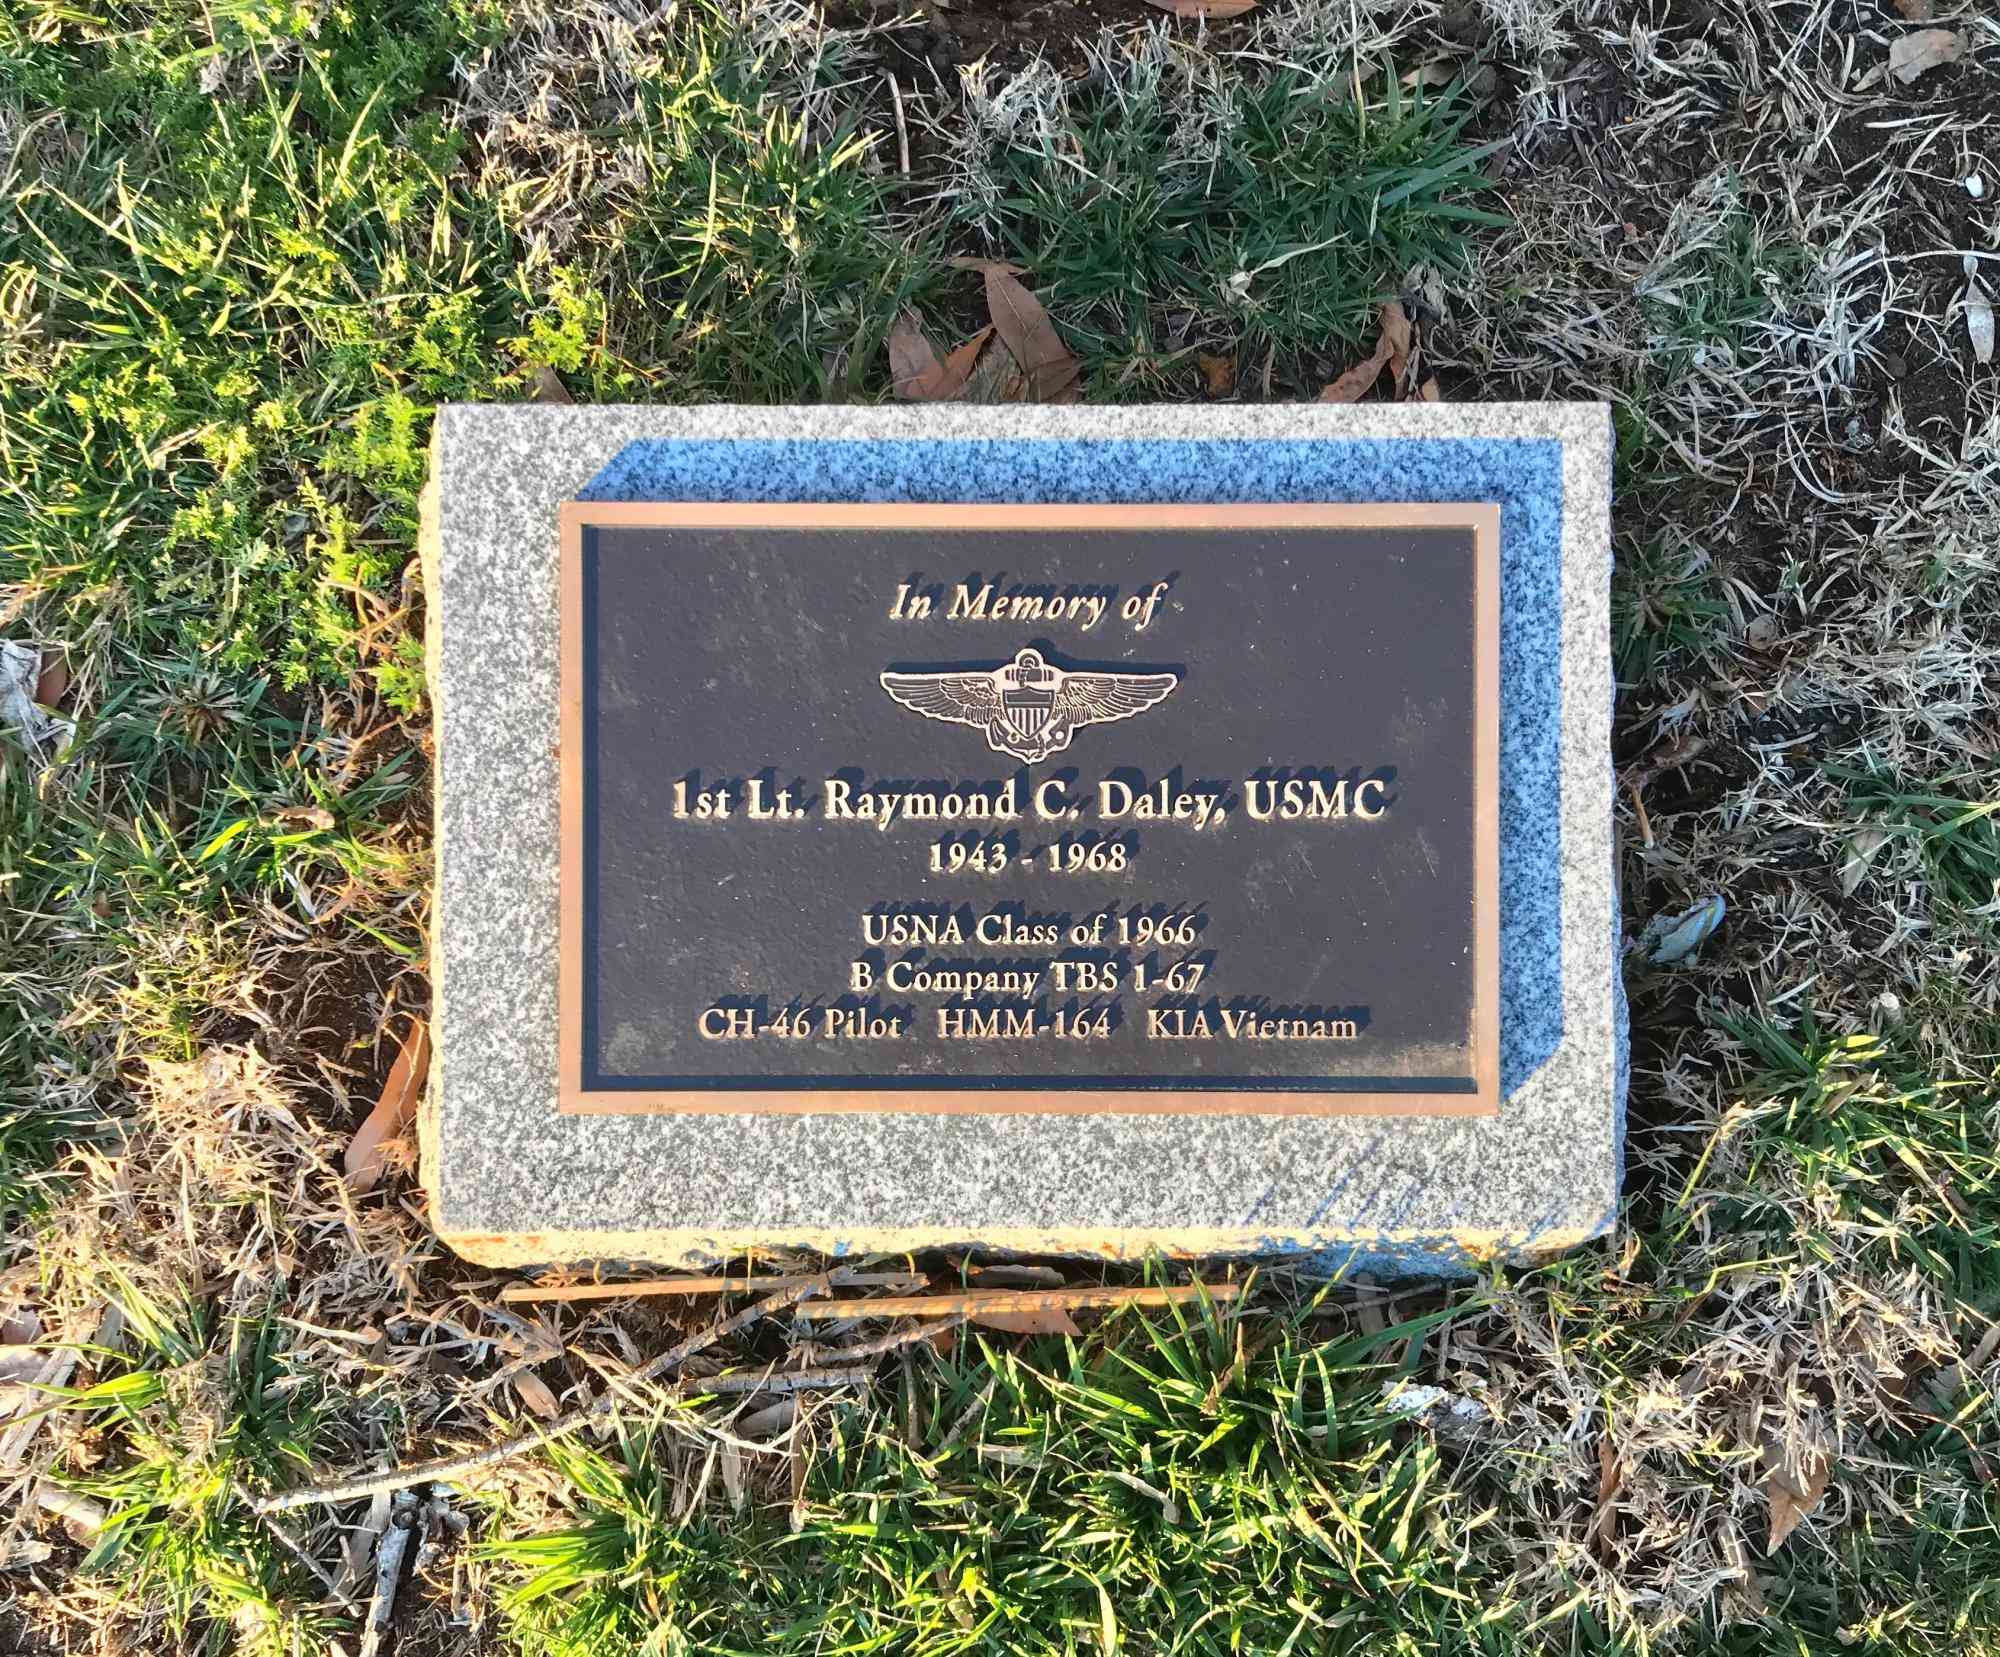 In Memory of
1st Lt. Raymond C. Daley, USMC
1943 - 1968
USNA Class of 1966
B Company TBS 1-67
CH-46 Pilot HMM-164 KIA Vietnam